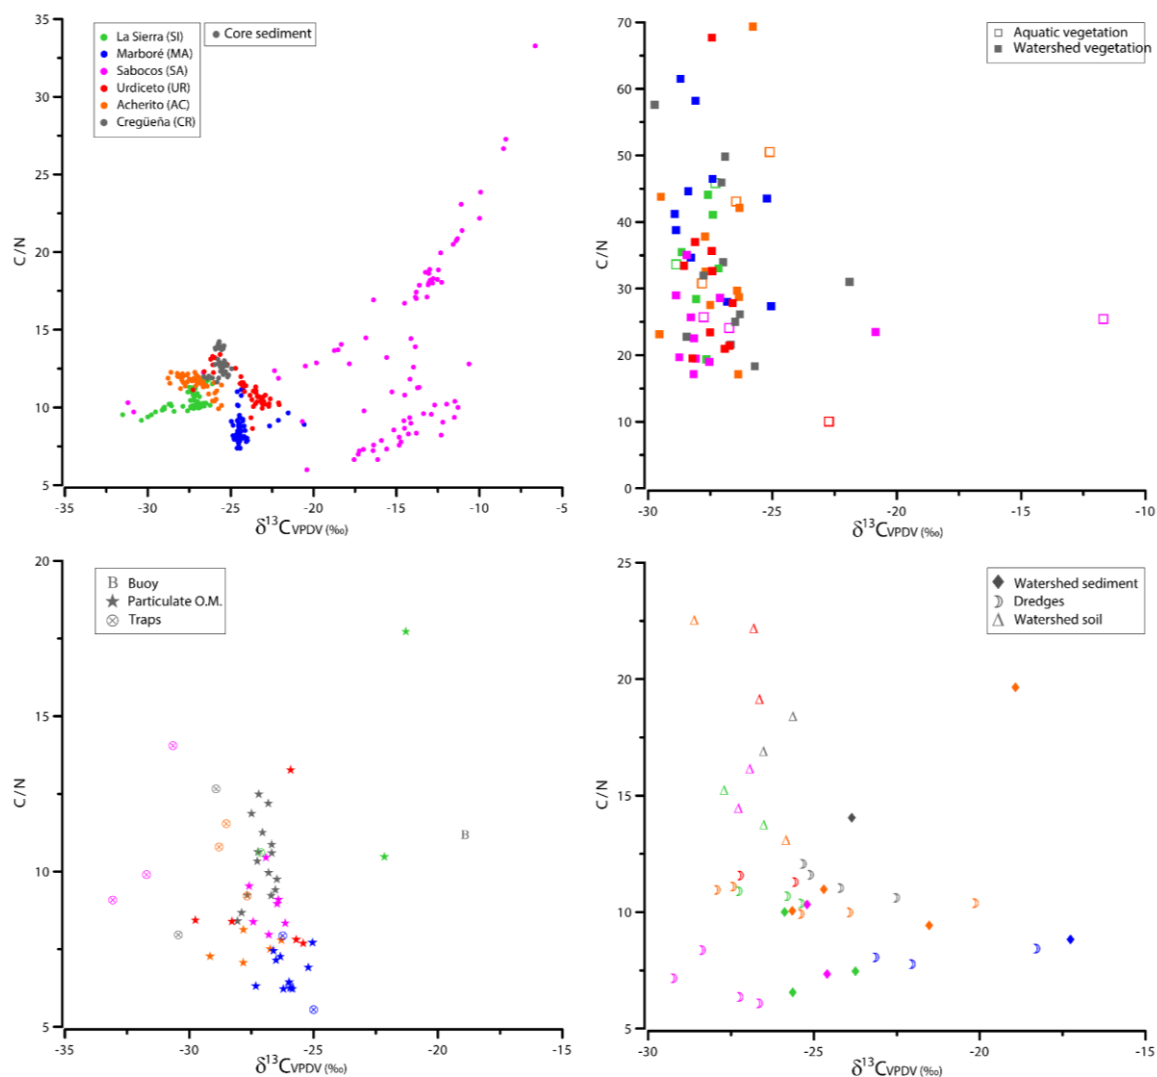 35
30
25
20
15
10
5
C/N
La Sierra (SI)
Marboré (MA)
Sabocos (SA)
Urdiceto (UR)
Acherito (AC)
Cregüeña (CR)
Core sediment
-35 -30 -25 -20 -15 -10 -5
δ13CVPDV (‰)
70
60
50
40
30
20
10
0
C/N
Aquatic vegetation
Watershed vegetation
-30 -25 -20 -15 -10
δ13CVPDV (‰)
20
15
10
5
C/N
B Buoy
Particulate O.M.
Traps
B
-35 -30 -25 -20 -15
δ13CVPDV (‰)
25
20
15
10
5
C/N
Watershed sediment
Dredges
Watershed soil
-30 -25 -20 -15 -10
δ13CVPDV (‰)